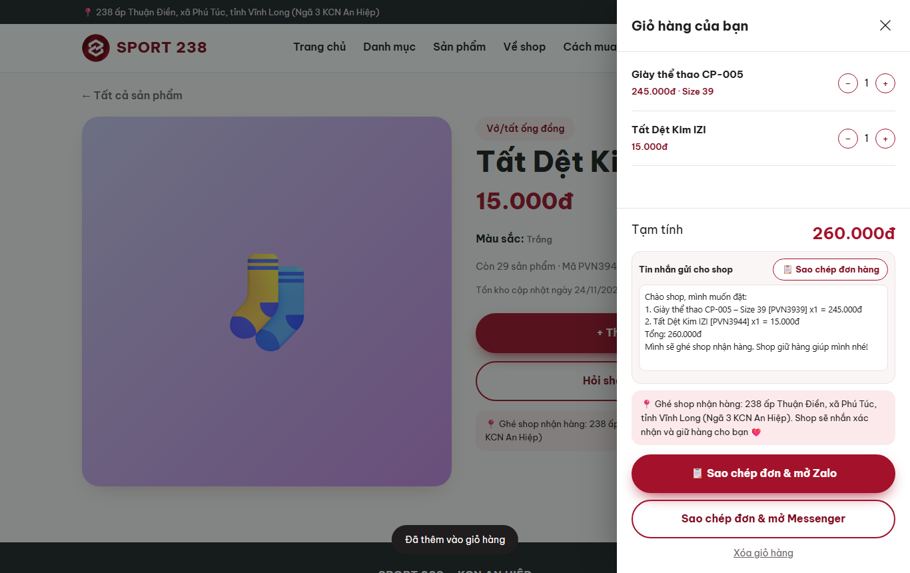 📍 238 ấp Thuận Điền, xã Phú Túc, tỉnh Vĩnh Long (Ngã 3 KCN An Hiệp)
SPORT 238
Trang chủ
Danh mục
Sản phẩm
Về shop
Cách mua
← Tất cả sản phẩm
Vớ/tất ống đồng
Tất Dệt Ki
15.000đ
Màu sắc: Trắng
Còn 29 sản phẩm · Mã PVN394
Tồn kho cập nhật ngày 24/11/202
+ Th
Hỏi sh
📍 Ghé shop nhận hàng: 238 ấp
KCN An Hiệp)
Đã thêm vào giỏ hàng
Giỏ hàng của bạn
Giày thể thao CP-005
245.000đ · Size 39
− 1 +
Tất Dệt Kim IZI
15.000đ
− 1 +
Tạm tính
260.000đ
Tin nhắn gửi cho shop
📋 Sao chép đơn hàng
Chào shop, mình muốn đặt:
1. Giày thể thao CP-005 – Size 39 [PVN3939] x1 = 245.000đ
2. Tất Dệt Kim IZI [PVN3944] x1 = 15.000đ
Tổng: 260.000đ
Mình sẽ ghé shop nhận hàng. Shop giữ hàng giúp mình nhé!
📍 Ghé shop nhận hàng: 238 ấp Thuận Điền, xã Phú Túc,
tỉnh Vĩnh Long (Ngã 3 KCN An Hiệp). Shop sẽ nhắn xác
nhận và giữ hàng cho bạn ❤️
📋 Sao chép đơn & mở Zalo
Sao chép đơn & mở Messenger
Xóa giỏ hàng